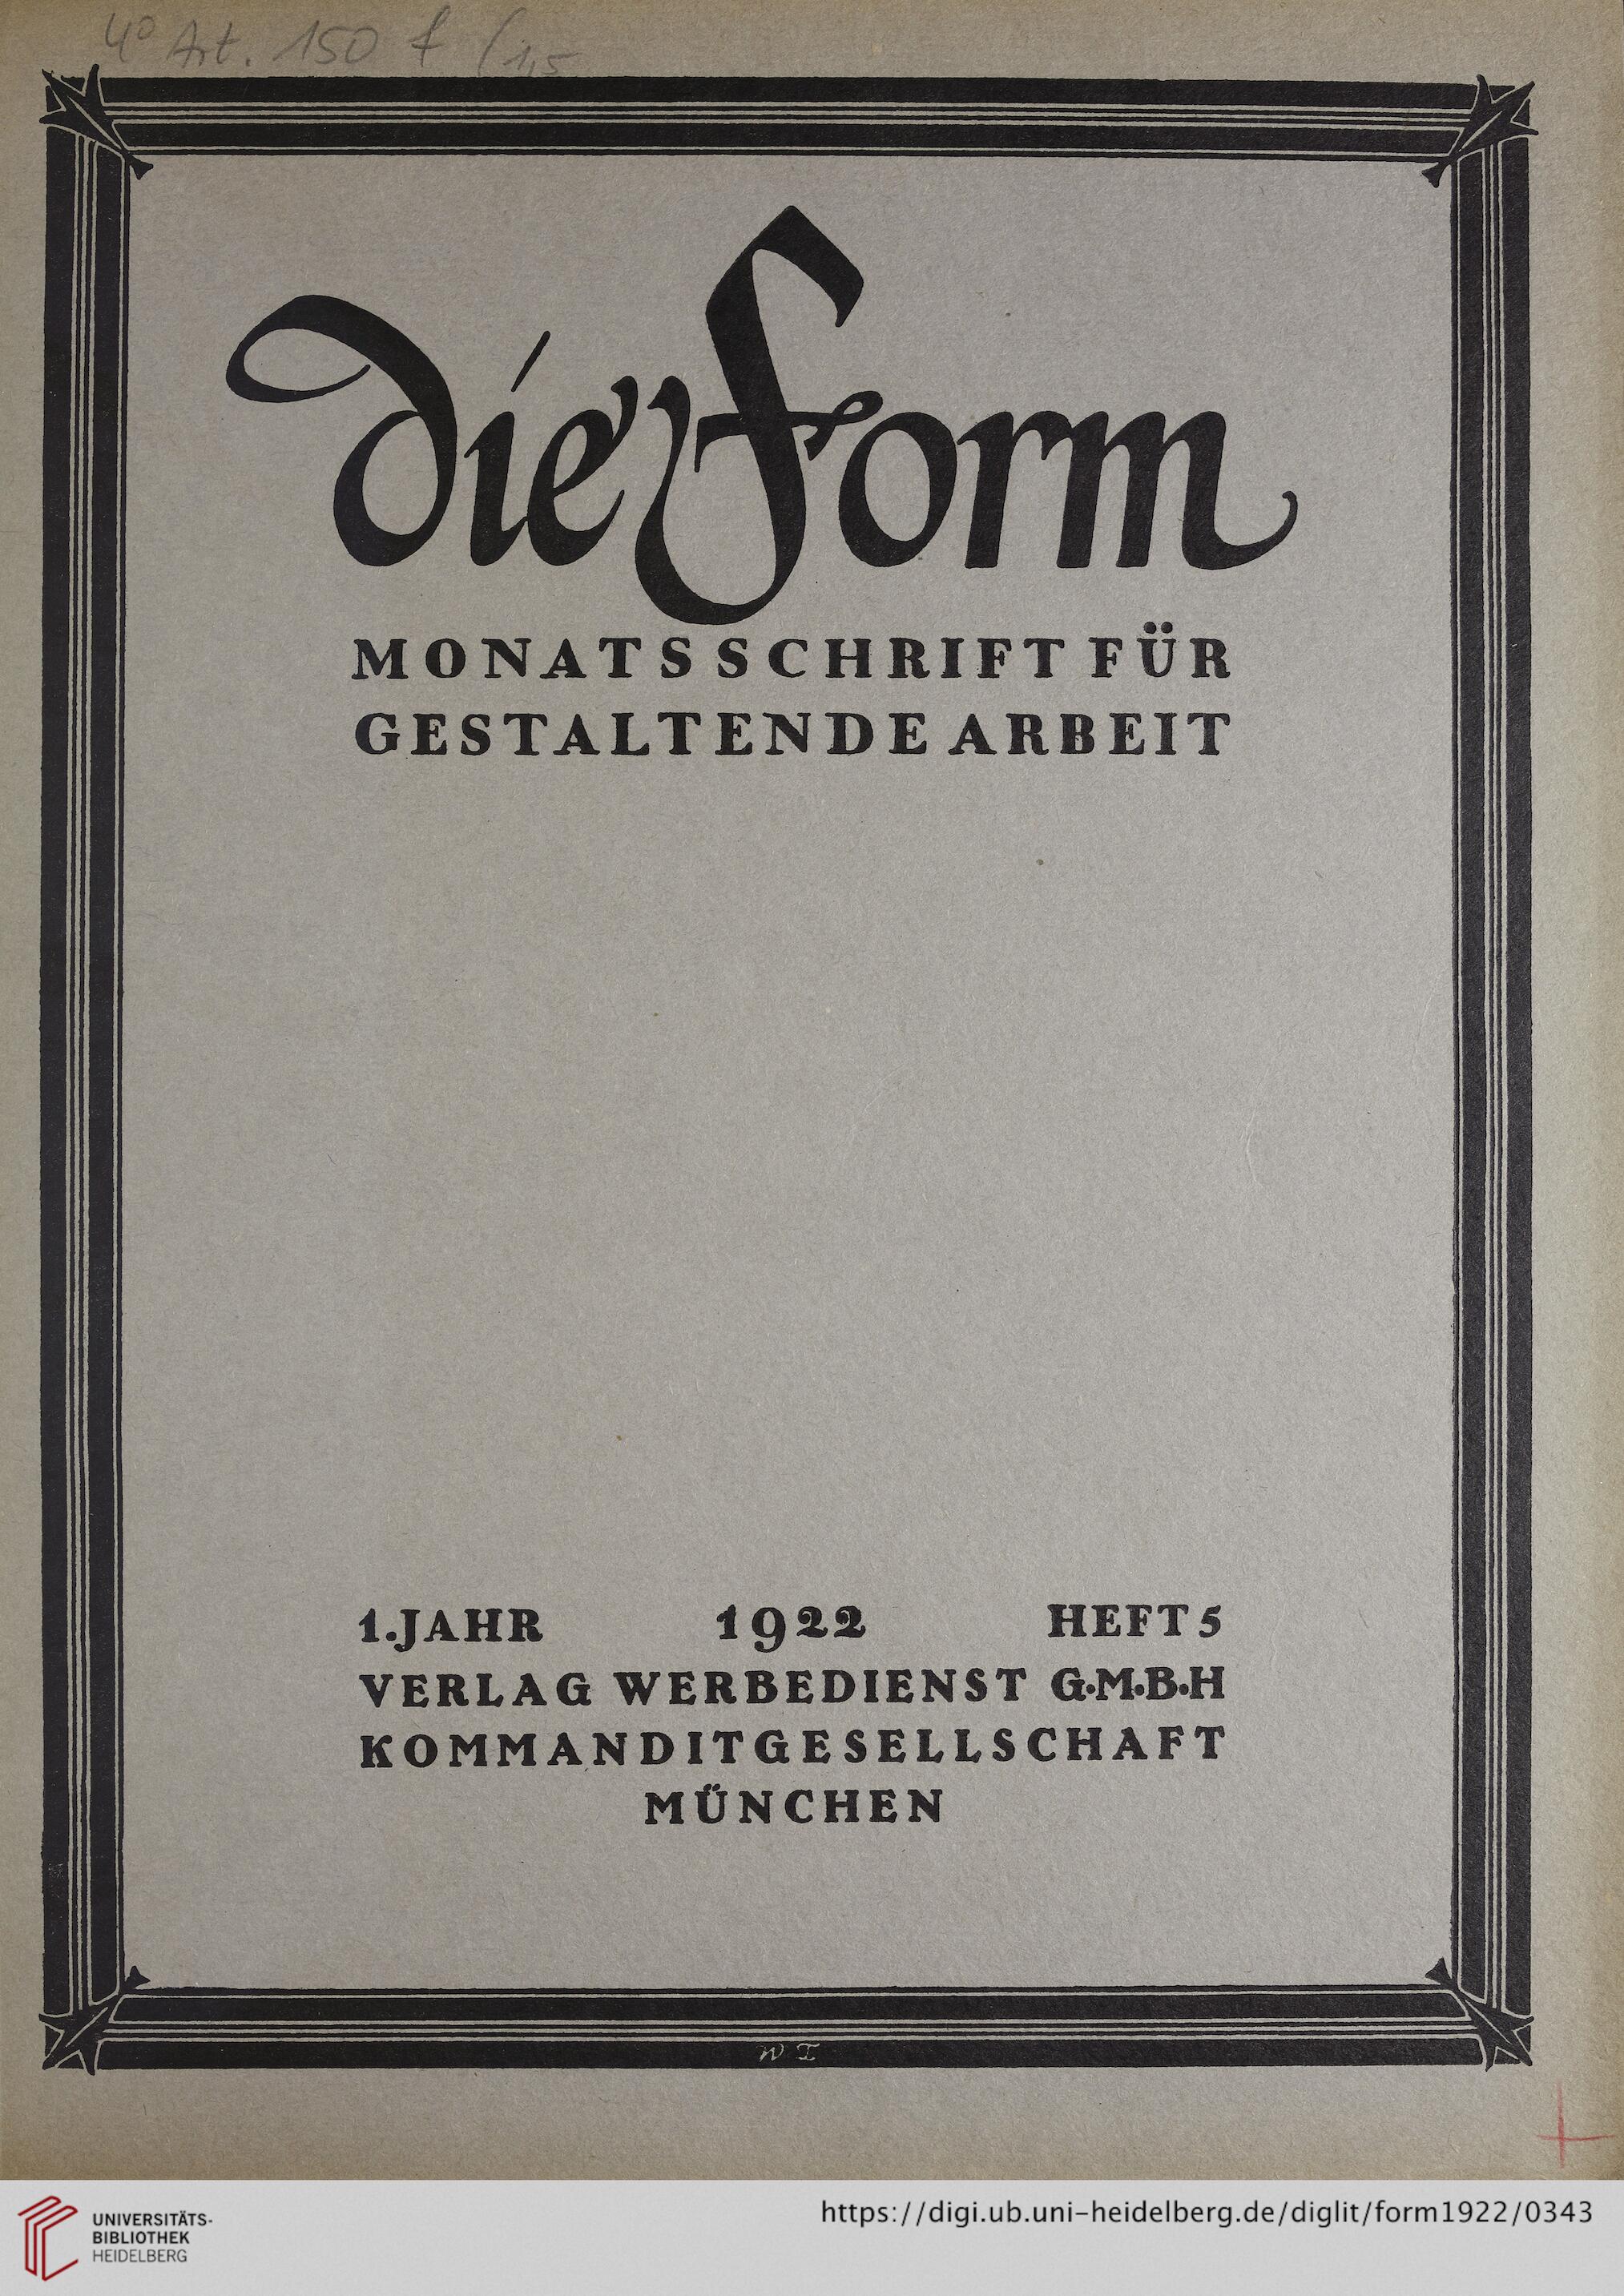 4° Art. 150 f (1,5
die Form
MONATSSCHRIFT FÜR
GESTALTENDE ARBEIT
1. JAHR 1922 HEFT 5
VERLAG WERBEDIENST G·M·B·H
KOMMANDITGESELLSCHAFT
MÜNCHEN
W T
UNIVERSITÄTS-
BIBLIOTHEK
HEIDELBERG
https://digi.ub.uni-heidelberg.de/diglit/form1922/0343